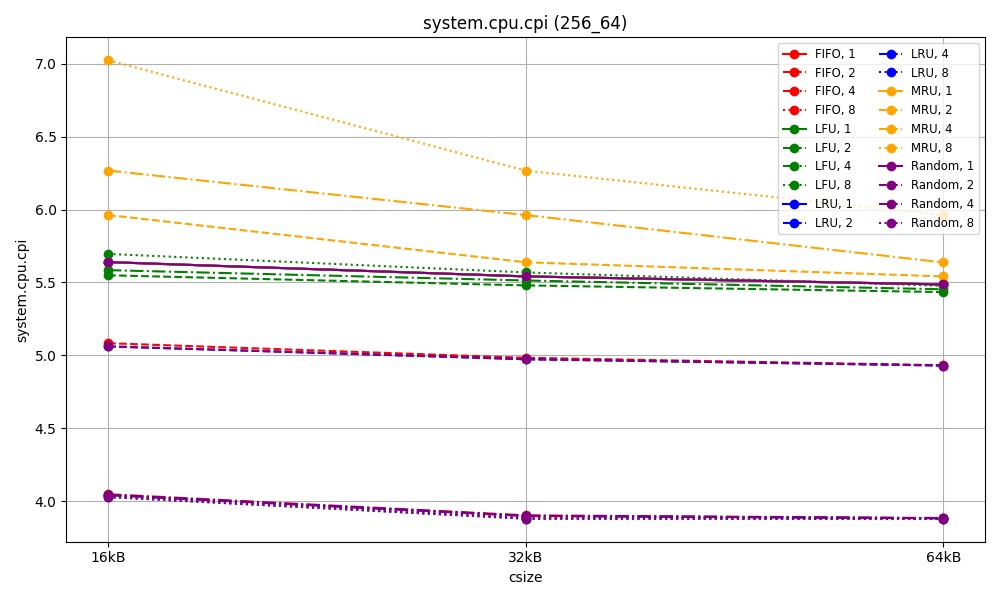 system.cpu.cpi (256_64)
system.cpu.cpi
7.0
6.5
6.0
5.5
5.0
4.5
4.0
16kB
32kB
64kB
csize
FIFO, 1
FIFO, 2
FIFO, 4
FIFO, 8
LFU, 1
LFU, 2
LFU, 4
LFU, 8
LRU, 1
LRU, 2
LRU, 4
LRU, 8
MRU, 1
MRU, 2
MRU, 4
MRU, 8
Random, 1
Random, 2
Random, 4
Random, 8